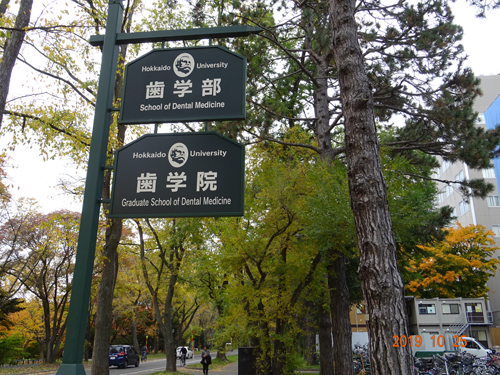 Hokkaido University
歯学部
School of Dental Medicine
Hokkaido University
歯学院
Graduate School of Dental Medicine
2019 10 25